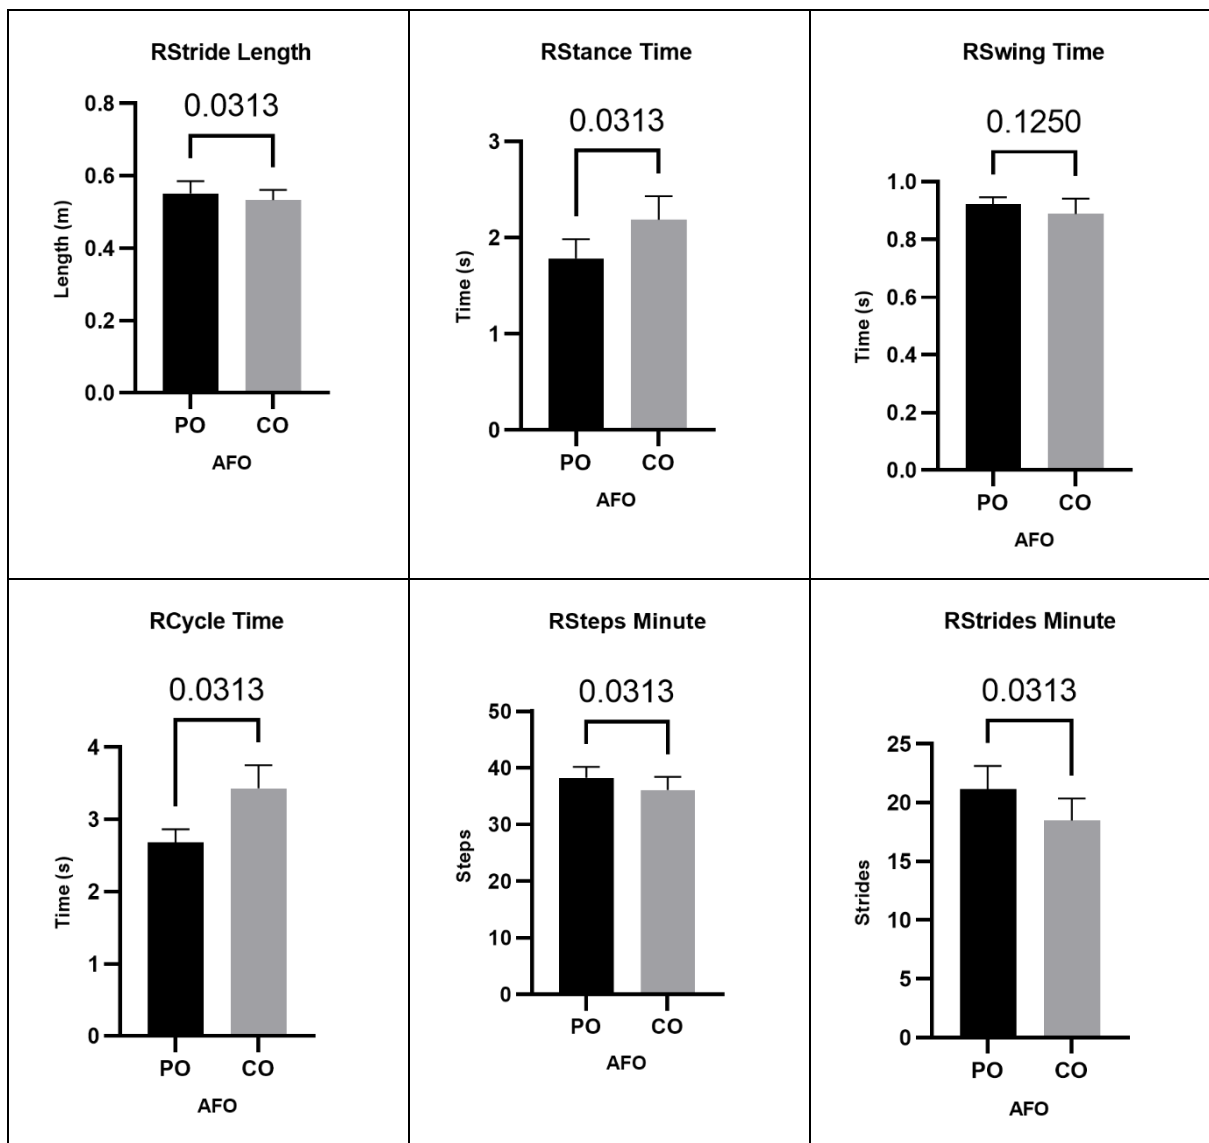 RStride Length
0.0313
0.8
0.6
0.4
0.2
0.0
Length (m)
PO CO
AFO
RStance Time
0.0313
3
2
1
0
Time (s)
PO CO
AFO
RSwing Time
0.1250
1.0
0.8
0.6
0.4
0.2
0.0
Time (s)
PO CO
AFO
RCycle Time
0.0313
4
3
2
1
0
Time (s)
PO CO
AFO
RSteps Minute
0.0313
50
40
30
20
10
0
Steps
PO CO
AFO
RStrides Minute
0.0313
25
20
15
10
5
0
Strides
PO CO
AFO